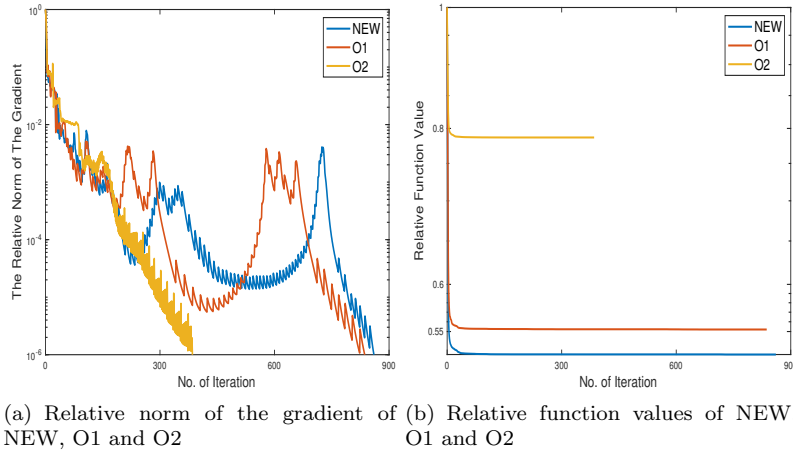 10^0
10^-2
10^-4
10^-6
0
300
600
900
The Relative Norm of The Gradient
No. of Iteration
NEW
O1
O2
1
0.8
0.6
0.55
0
300
600
900
Relative Function Value
No. of Iteration
NEW
O1
O2
(a) Relative norm of the gradient of
NEW, O1 and O2
(b) Relative function values of NEW
O1 and O2